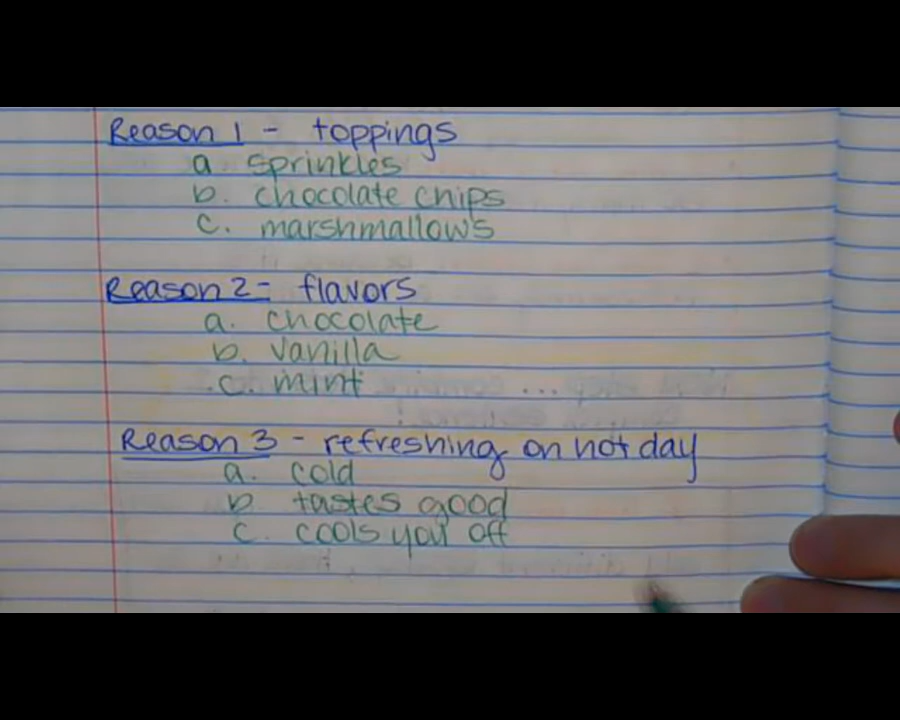 Reason 1 - toppings
a. sprinkles
b. chocolate chips
c. marshmallows
Reason 2 - flavors
a. chocolate
b. vanilla
c. mint
Reason 3 - refreshing on hot day
a. cold
b. tastes good
c. cools you off